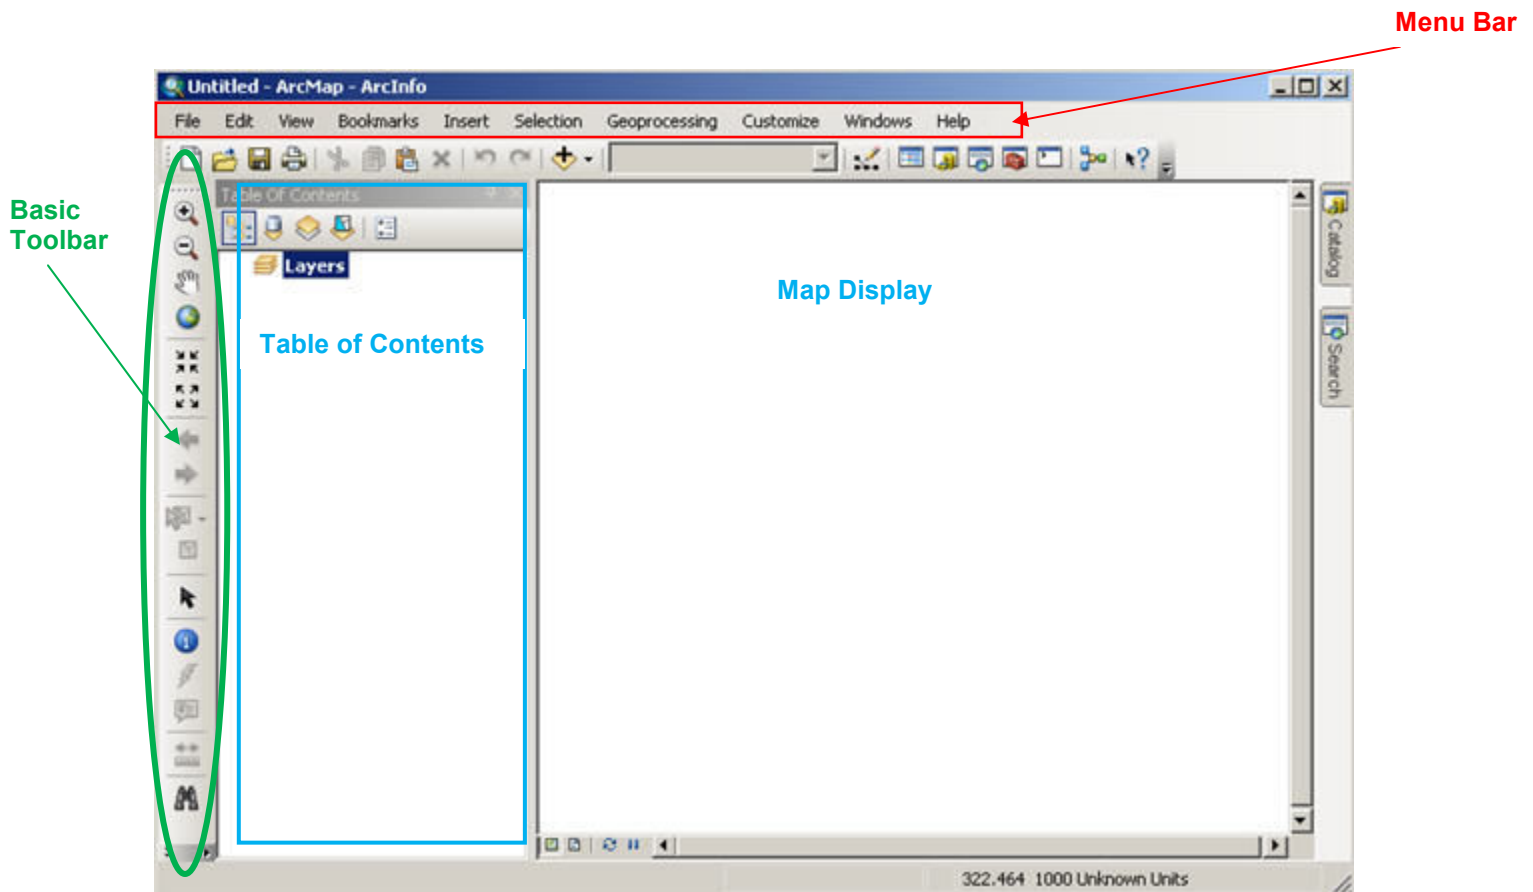 Menu Bar
Untitled - ArcMap - ArcInfo
File Edit View Bookmarks Insert Selection Geoprocessing Customize Windows Help
Basic
Toolbar
Table Of Contents
Layers
Table of Contents
Map Display
Catalog
Search
322.464 1000 Unknown Units